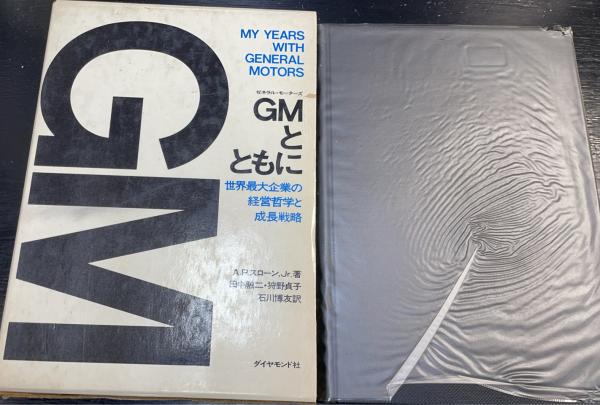 GM
MY YEARS
WITH
GENERAL
MOTORS
ゼネラル・モーターズ
GM
と
ともに
世界最大企業の
経営哲学と
成長戦略
A.P.スローン,Jr.著
田中融二・狩野貞子
石川博友訳
ダイヤモンド社